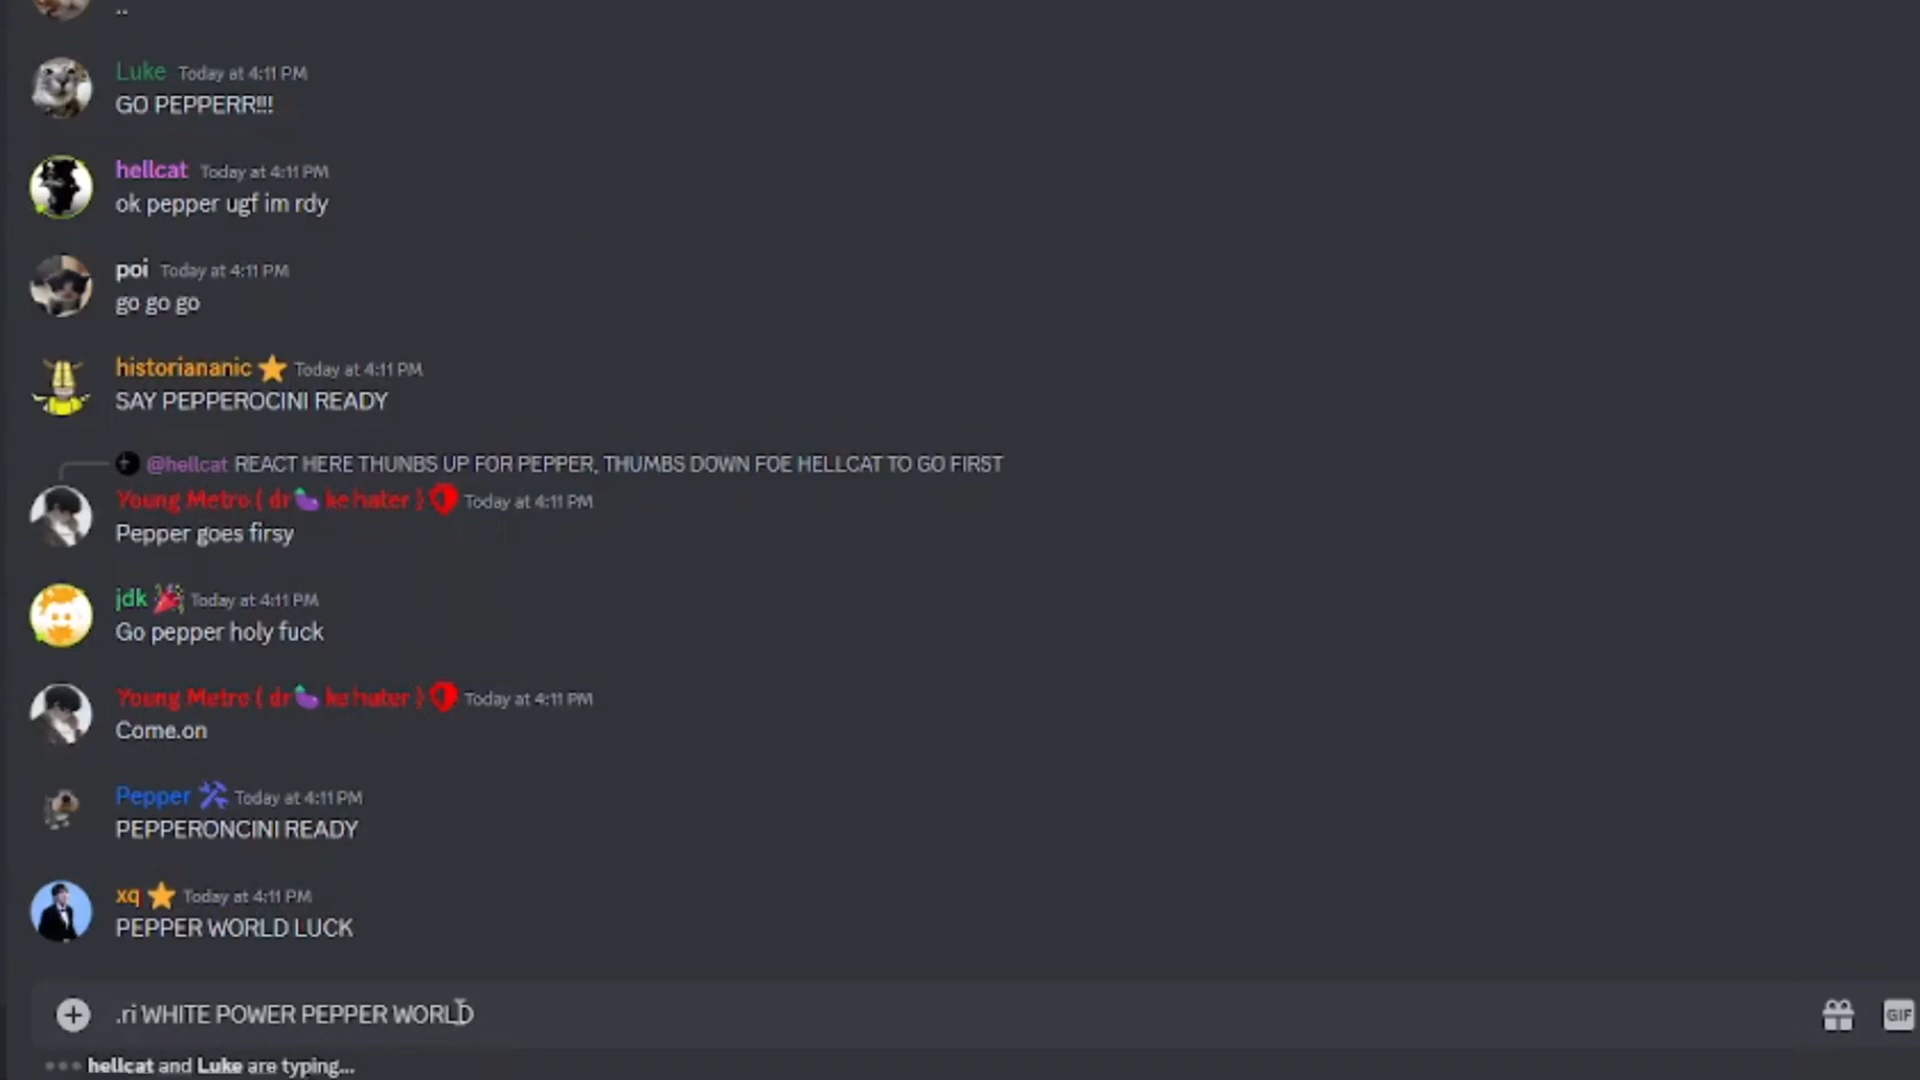 ..
Luke Today at 4:11 PM
GO PEPPERR!!!
hellcat Today at 4:11 PM
ok pepper ugf im rdy
poi Today at 4:11 PM
go go go
historiananic Today at 4:11 PM
SAY PEPPEROCINI READY
@hellcat REACT HERE THUNBS UP FOR PEPPER, THUMBS DOWN FOE HELLCAT TO GO FIRST
Young Metro ( dr🍆 ke hater ) Today at 4:11 PM
Pepper goes firsy
jdk 🎉 Today at 4:11 PM
Go pepper holy fuck
Young Metro ( dr🍆 ke hater ) Today at 4:11 PM
Come.on
Pepper Today at 4:11 PM
PEPPERONCINI READY
xq Today at 4:11 PM
PEPPER WORLD LUCK
.ri WHITE POWER PEPPER WORLD
GIF
hellcat and Luke are typing...